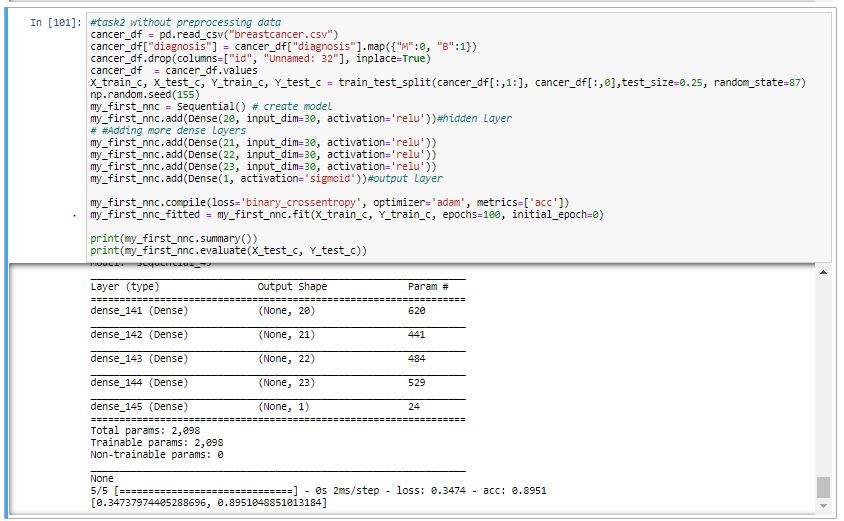 In [101]: #task2 without preprocessing data
cancer_df = pd.read_csv("breastcancer.csv")
cancer_df["diagnosis"] = cancer_df["diagnosis"].map({"M":0, "B":1})
cancer_df.drop(columns=["id", "Unnamed: 32"], inplace=True)
cancer_df  = cancer_df.values
X_train_c, X_test_c, Y_train_c, Y_test_c = train_test_split(cancer_df[:,1:], cancer_df[:,0],test_size=0.25, random_state=87)
np.random.seed(155)
my_first_nnc = Sequential() # create model
my_first_nnc.add(Dense(20, input_dim=30, activation='relu'))#hidden layer
# #Adding more dense layers
my_first_nnc.add(Dense(21, input_dim=30, activation='relu'))
my_first_nnc.add(Dense(22, input_dim=30, activation='relu'))
my_first_nnc.add(Dense(23, input_dim=30, activation='relu'))
my_first_nnc.add(Dense(1, activation='sigmoid'))#output layer
my_first_nnc.compile(loss='binary_crossentropy', optimizer='adam', metrics=['acc'])
my_first_nnc_fitted = my_first_nnc.fit(X_train_c, Y_train_c, epochs=100, initial_epoch=0)
print(my_first_nnc.summary())
print(my_first_nnc.evaluate(X_test_c, Y_test_c))
Layer (type) Output Shape Param #
=================================================================
dense_141 (Dense) (None, 20) 620
dense_142 (Dense) (None, 21) 441
dense_143 (Dense) (None, 22) 484
dense_144 (Dense) (None, 23) 529
dense_145 (Dense) (None, 1) 24
=================================================================
Total params: 2,098
Trainable params: 2,098
Non-trainable params: 0
None
5/5 [==============================] - 0s 2ms/step - loss: 0.3474 - acc: 0.8951
[0.34737974405288696, 0.8951048851013184]